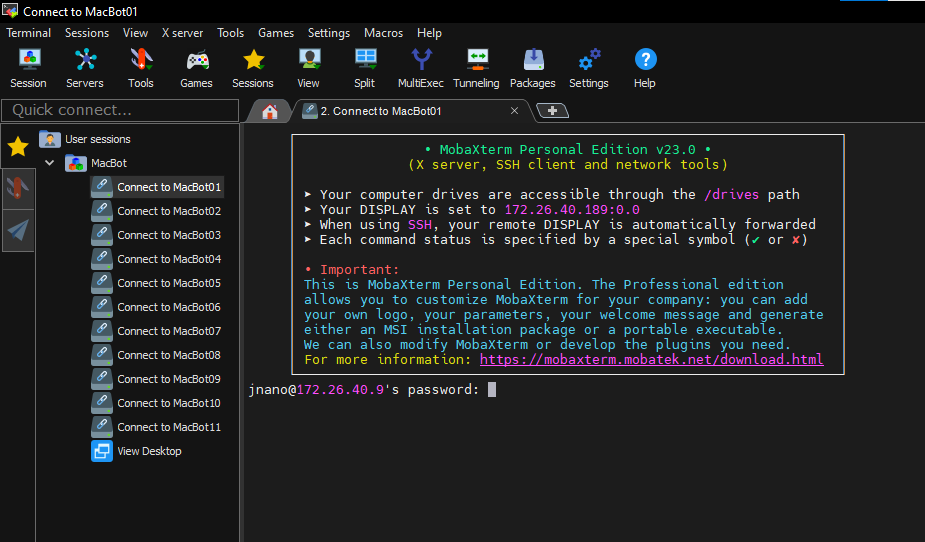 Connect to MacBot01
Terminal Sessions View X server Tools Games Settings Macros Help
Session Servers Tools Games Sessions View Split MultiExec Tunneling Packages Settings Help
Quick connect...
2. Connect to MacBot01
User sessions
MacBot
Connect to MacBot01
Connect to MacBot02
Connect to MacBot03
Connect to MacBot04
Connect to MacBot05
Connect to MacBot06
Connect to MacBot07
Connect to MacBot08
Connect to MacBot09
Connect to MacBot10
Connect to MacBot11
View Desktop
• MobaXterm Personal Edition v23.0 •
(X server, SSH client and network tools)
➤ Your computer drives are accessible through the /drives path
➤ Your DISPLAY is set to 172.26.40.189:0.0
➤ When using SSH, your remote DISPLAY is automatically forwarded
➤ Each command status is specified by a special symbol (✔ or ✘)
• Important:
This is MobaXterm Personal Edition. The Professional edition
allows you to customize MobaXterm for your company: you can add
your own logo, your parameters, your welcome message and generate
either an MSI installation package or a portable executable.
We can also modify MobaXterm or develop the plugins you need.
For more information: https://mobaxterm.mobatek.net/download.html
jnano@172.26.40.9's password: